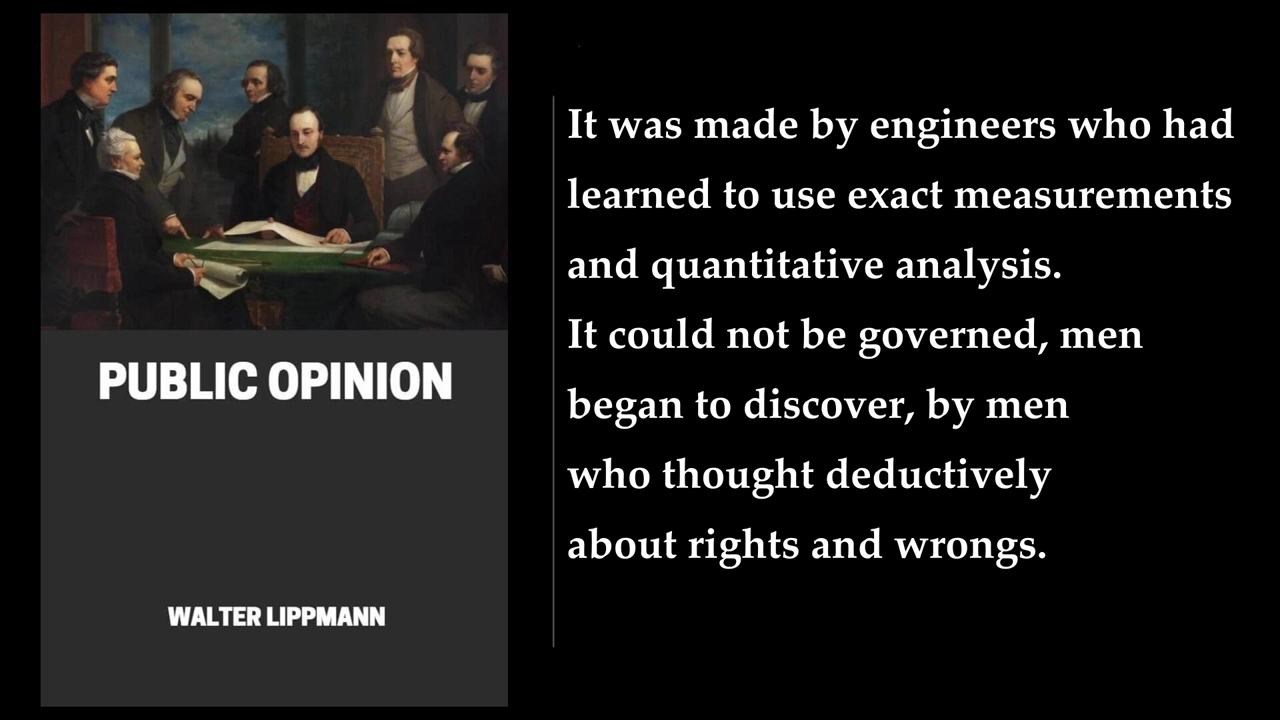 PUBLIC OPINION
WALTER LIPPMANN
It was made by engineers who had
learned to use exact measurements
and quantitative analysis.
It could not be governed, men
began to discover, by men
who thought deductively
about rights and wrongs.